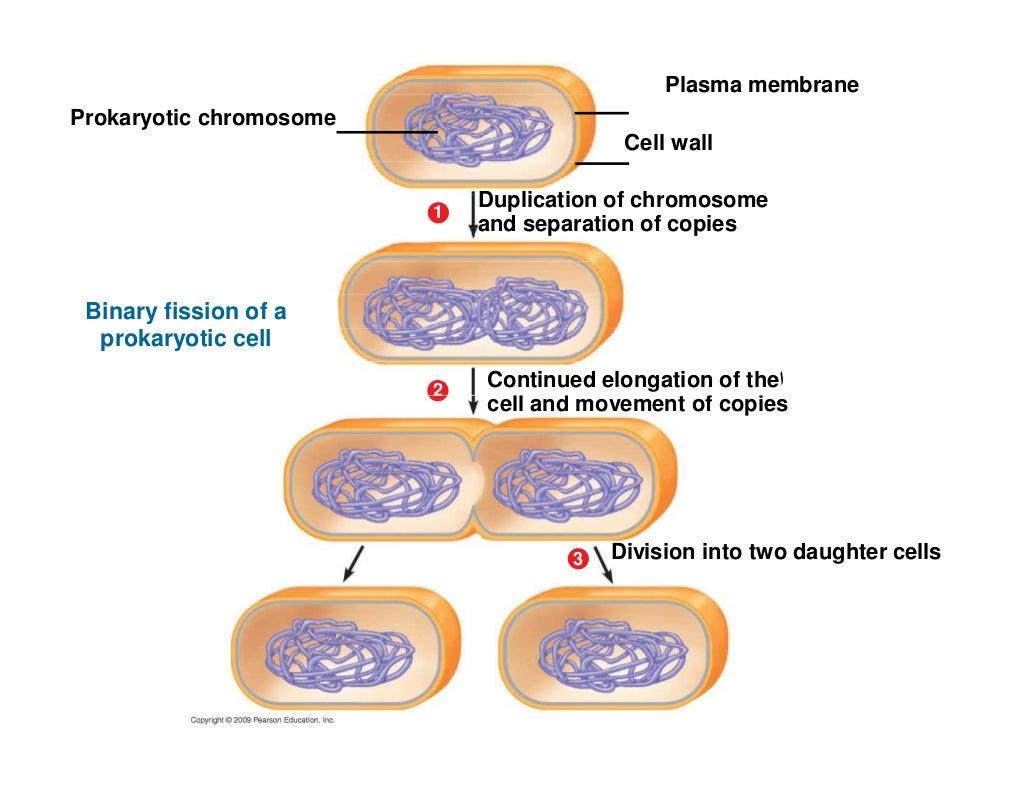 Plasma membrane
Prokaryotic chromosome
Cell wall
Duplication of chromosome
1
and separation of copies
Binary fission of a
prokaryotic cell
Continued elongation of the
2
cell and movement of copies
Division into two daughter cells
3
Copyright © 2009 Pearson Education, Inc.